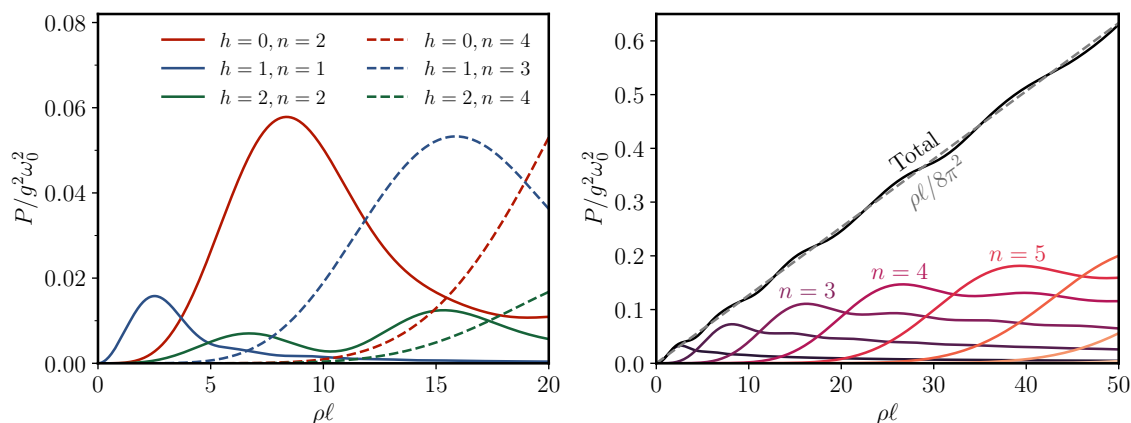 0.08
0.06
0.04
0.02
0.00
P/g²ω₀²
h = 0, n = 2
h = 1, n = 1
h = 2, n = 2
h = 0, n = 4
h = 1, n = 3
h = 2, n = 4
0 5 10 15 20
ρℓ
0.6
0.5
0.4
0.3
0.2
0.1
0.0
P/g²ω₀²
Total
ρℓ/8π²
n = 5
n = 4
n = 3
0 10 20 30 40 50
ρℓ